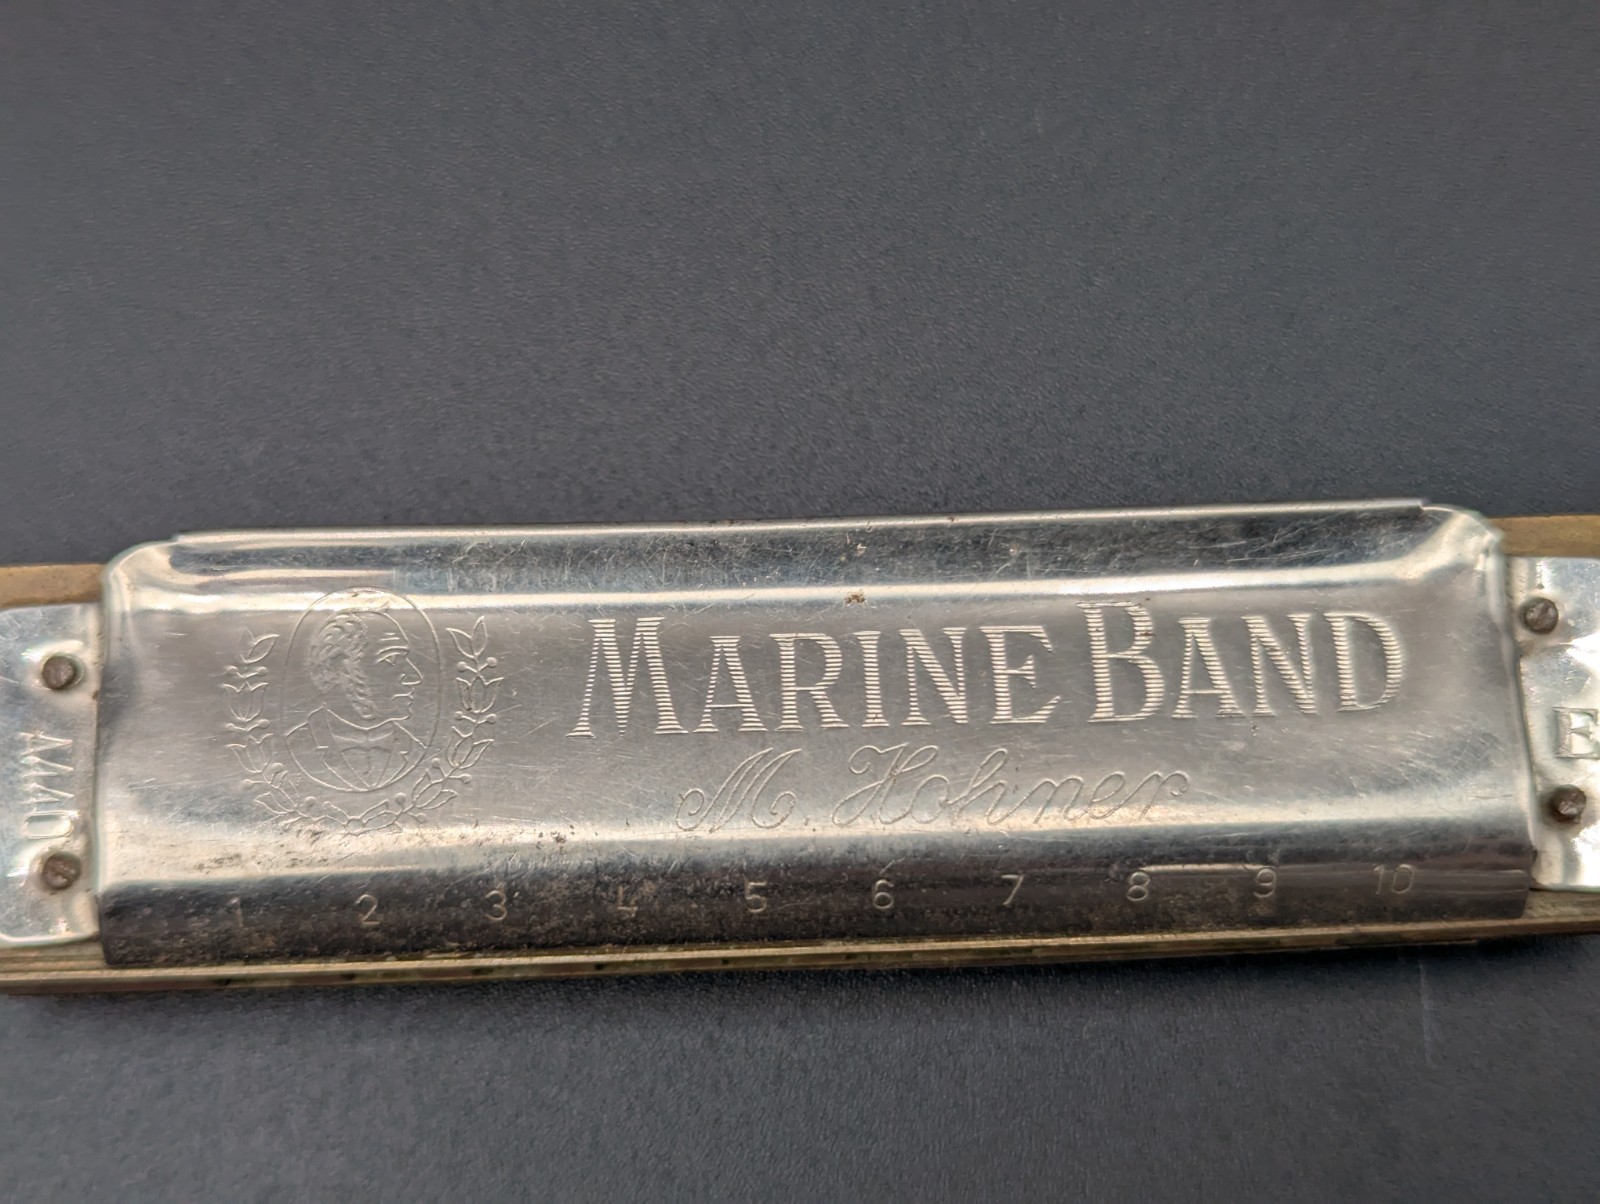 MARINE BAND
M. Hohner
E
1 2 3 4 5 6 7 8 9 10